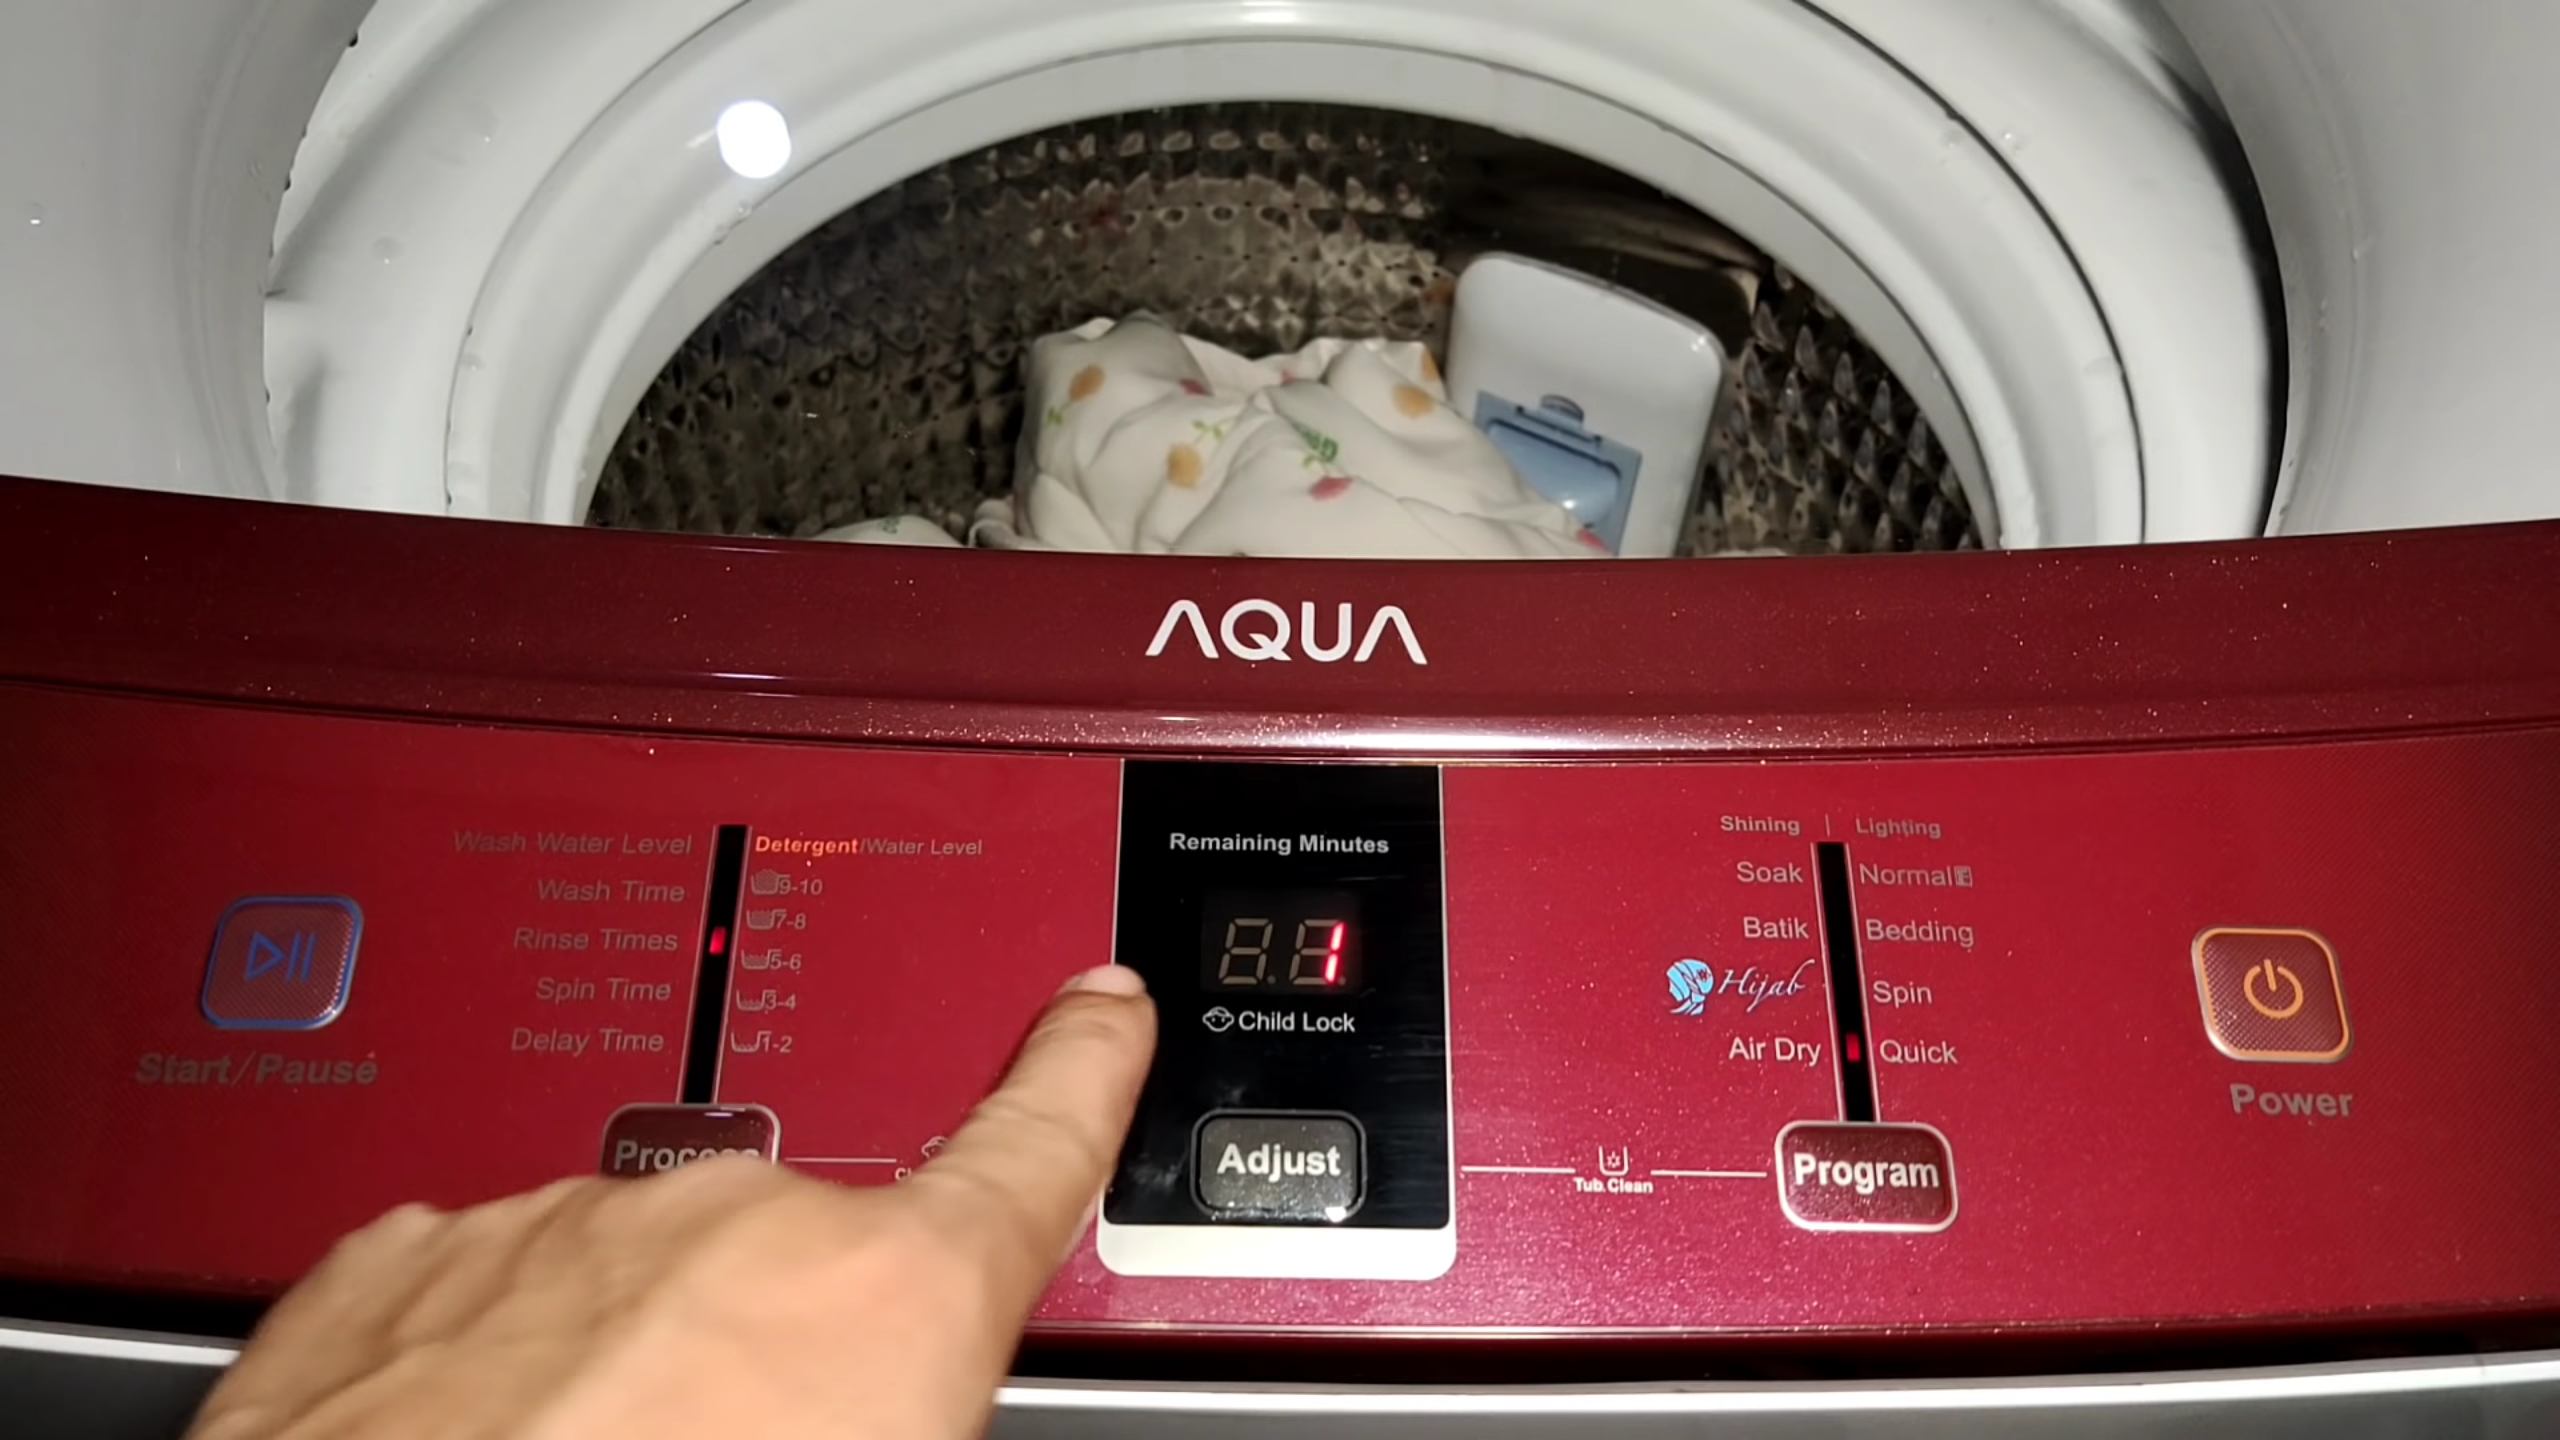 AQUA
Wash Water Level
Wash Time
Rinse Times
Spin Time
Delay Time
Detergent/Water Level
9-10
7-8
5-6
3-4
1-2
Start/Pause
Process
Remaining Minutes
1
Child Lock
Adjust
Shining | Lighting
Soak Normal
Batik Bedding
Hijab Spin
Air Dry Quick
Tub Clean
Program
Power